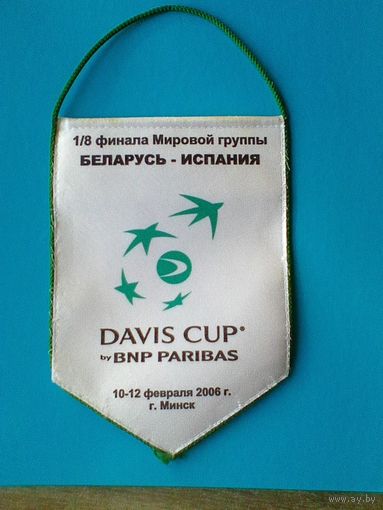 1/8 финала Мировой группы
БЕЛАРУСЬ - ИСПАНИЯ
DAVIS CUP®
by BNP PARIBAS
10-12 февраля 2006 г.
г. Минск
www.ay.by